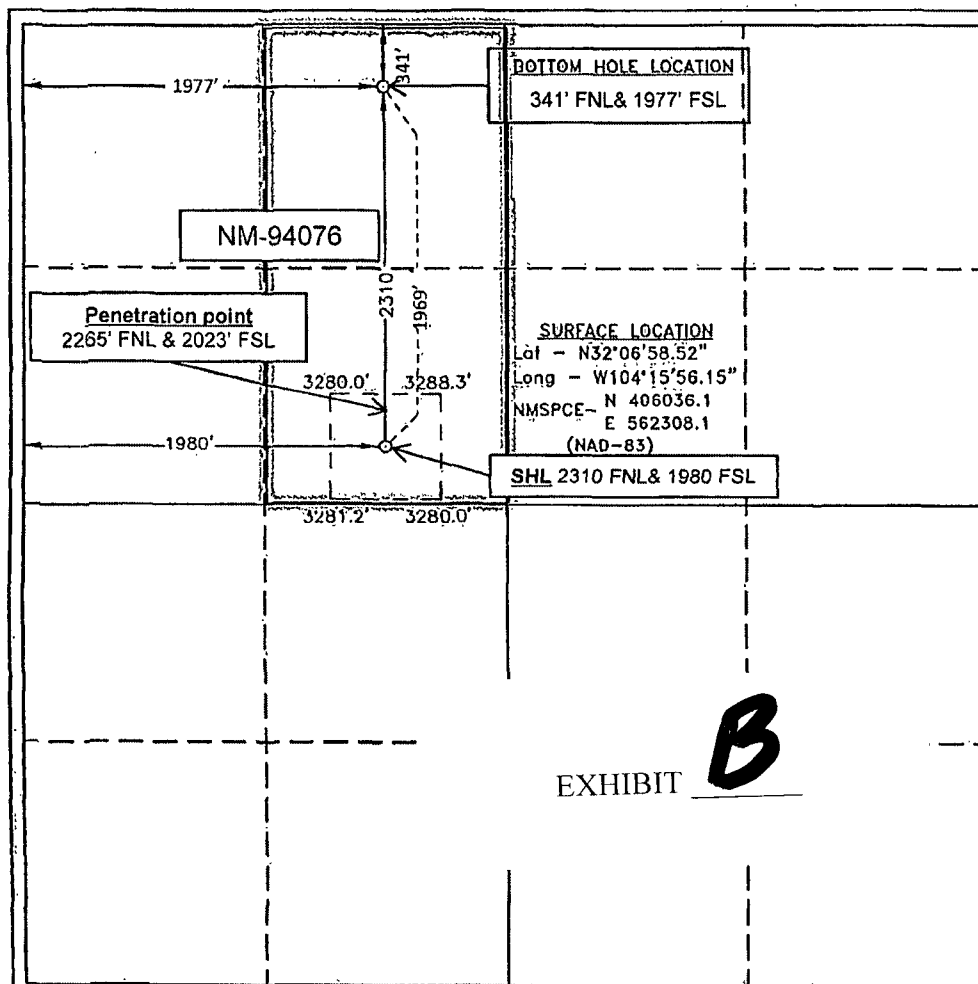 1977'
341'
BOTTOM HOLE LOCATION
341' FNL& 1977' FSL
NM-94076
2310
1969'
Penetration point
2265' FNL & 2023' FSL
SURFACE LOCATION
Lat - N32°06'58.52"
Long - W104°15'56.15"
NMSPCE- N 406036.1
E 562308.1
(NAD-83)
3280.0' 3288.3'
1980'
SHL 2310 FNL& 1980 FSL
3281.2' 3280.0'
EXHIBIT B